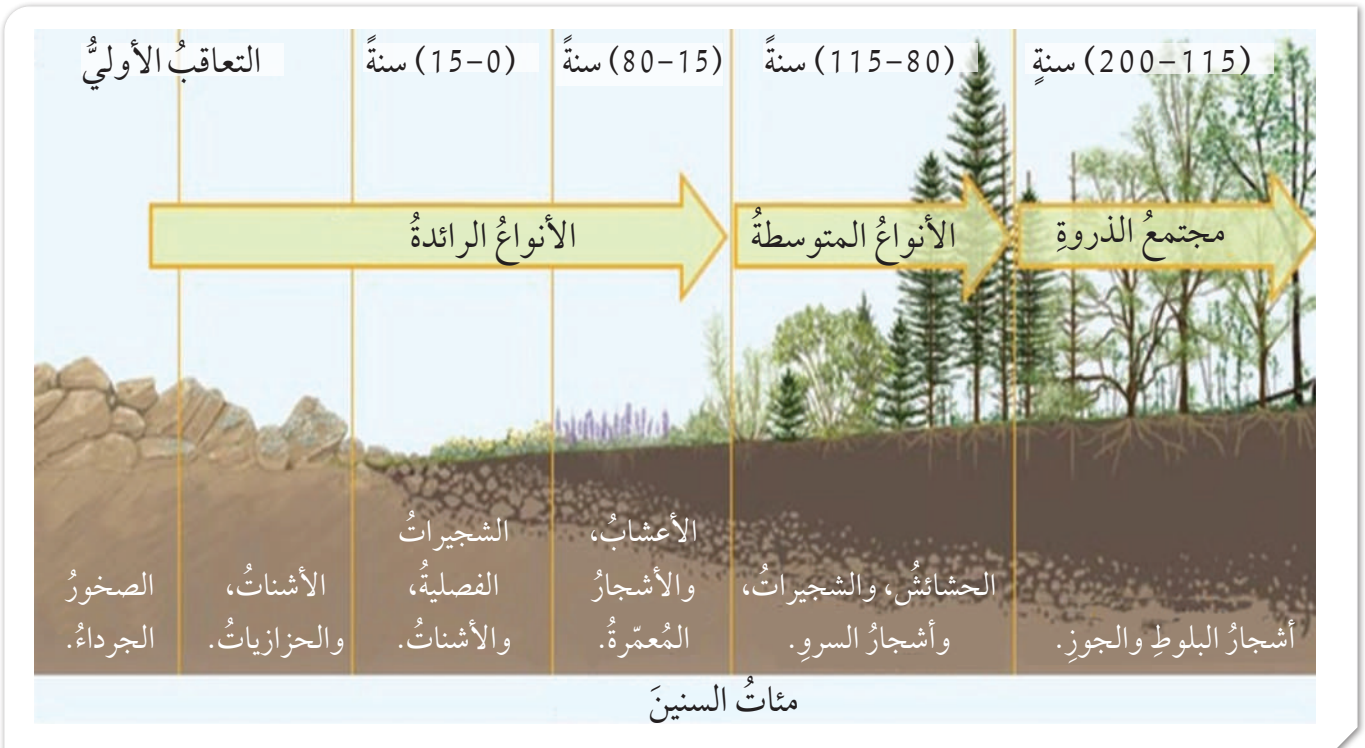 التعاقبُ الأوليُّ
(0–15) سنةً
(15–80) سنةً
(80–115) سنةً
(115–200) سنةٍ
الأنواعُ الرائدةُ
الأنواعُ المتوسطةُ
مجتمعُ الذروةِ
الصخورُ
الجرداءُ.
الأشناتُ،
والحزازياتُ.
الشجيراتُ
الفصليةُ،
والأشناتُ.
الأعشابُ،
والأشجارُ
المُعمّرةُ.
الحشائشُ، والشجيراتُ،
وأشجارُ السروِ.
أشجارُ البلوطِ والجوزِ.
مئاتُ السنينَ